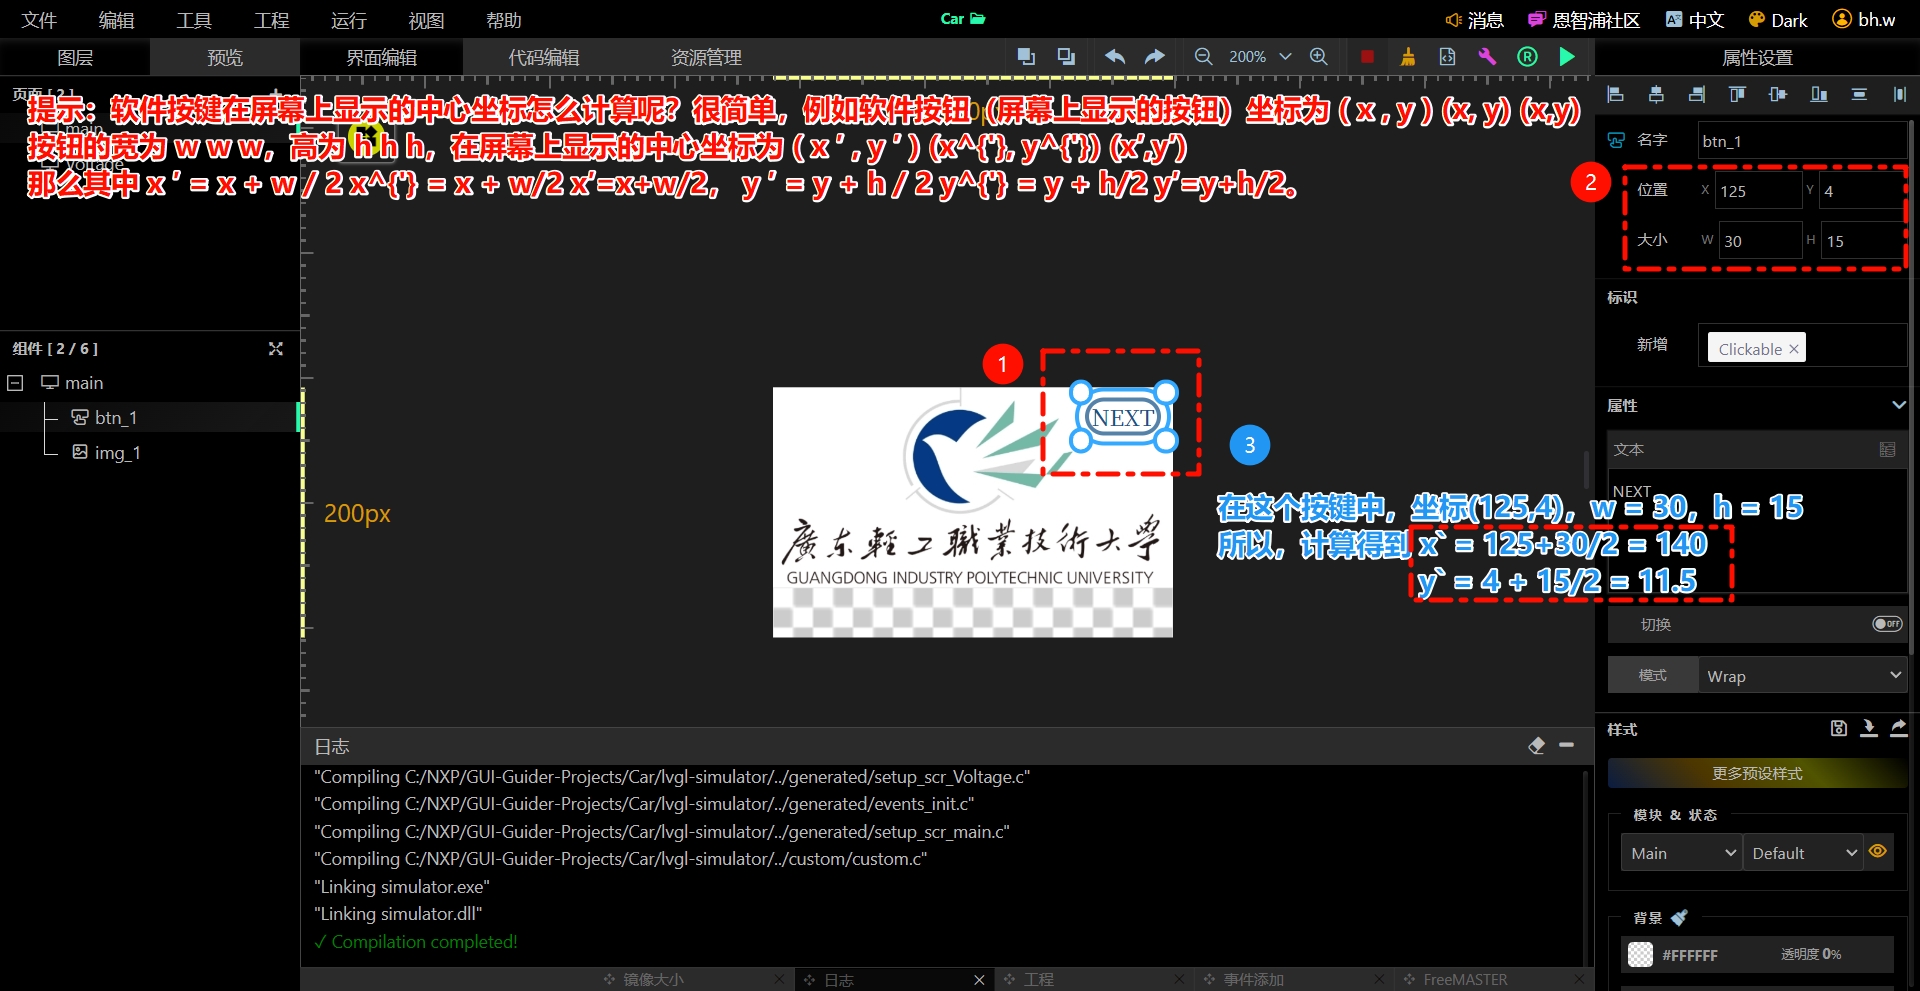 文件 编辑 工具 工程 运行 视图 帮助 Car 消息 恩智浦社区 中文 Dark bh.w
图层 预览 界面编辑 代码编辑 资源管理 200% 属性设置
页面 [ 2 ]
main
Voltage
提示：软件按键在屏幕上显示的中心坐标怎么计算呢？很简单，例如软件按钮（屏幕上显示的按钮）坐标为 ( x , y ) (x, y) (x,y)
按钮的宽为 w w w，高为 h h h，在屏幕上显示的中心坐标为 ( x ′ , y ′ ) (x^{'}, y^{'}) (x′,y′)
那么其中 x ′ = x + w / 2 x^{'} = x + w/2 x′=x+w/2， y ′ = y + h / 2 y^{'} = y + h/2 y′=y+h/2。
组件 [ 2 / 6 ]
main
btn_1
img_1
200px
1
NEXT
3
廣东輕工職業技術大學
GUANGDONG INDUSTRY POLYTECHNIC UNIVERSITY
在这个按键中，坐标(125,4)，w = 30，h = 15
所以，计算得到 x` = 125+30/2 = 140
y` = 4 + 15/2 = 11.5
名字 btn_1
2
位置 X 125 Y 4
大小 W 30 H 15
标识
新增 Clickable ×
属性
文本
NEXT
切换 OFF
模式 Wrap
样式
更多预设样式
模块 & 状态
Main Default
背景
#FFFFFF 透明度 0%
日志
"Compiling C:/NXP/GUI-Guider-Projects/Car/lvgl-simulator/../generated/setup_scr_Voltage.c"
"Compiling C:/NXP/GUI-Guider-Projects/Car/lvgl-simulator/../generated/events_init.c"
"Compiling C:/NXP/GUI-Guider-Projects/Car/lvgl-simulator/../generated/setup_scr_main.c"
"Compiling C:/NXP/GUI-Guider-Projects/Car/lvgl-simulator/../custom/custom.c"
"Linking simulator.exe"
"Linking simulator.dll"
✓ Compilation completed!
镜像大小 日志 工程 事件添加 FreeMASTER